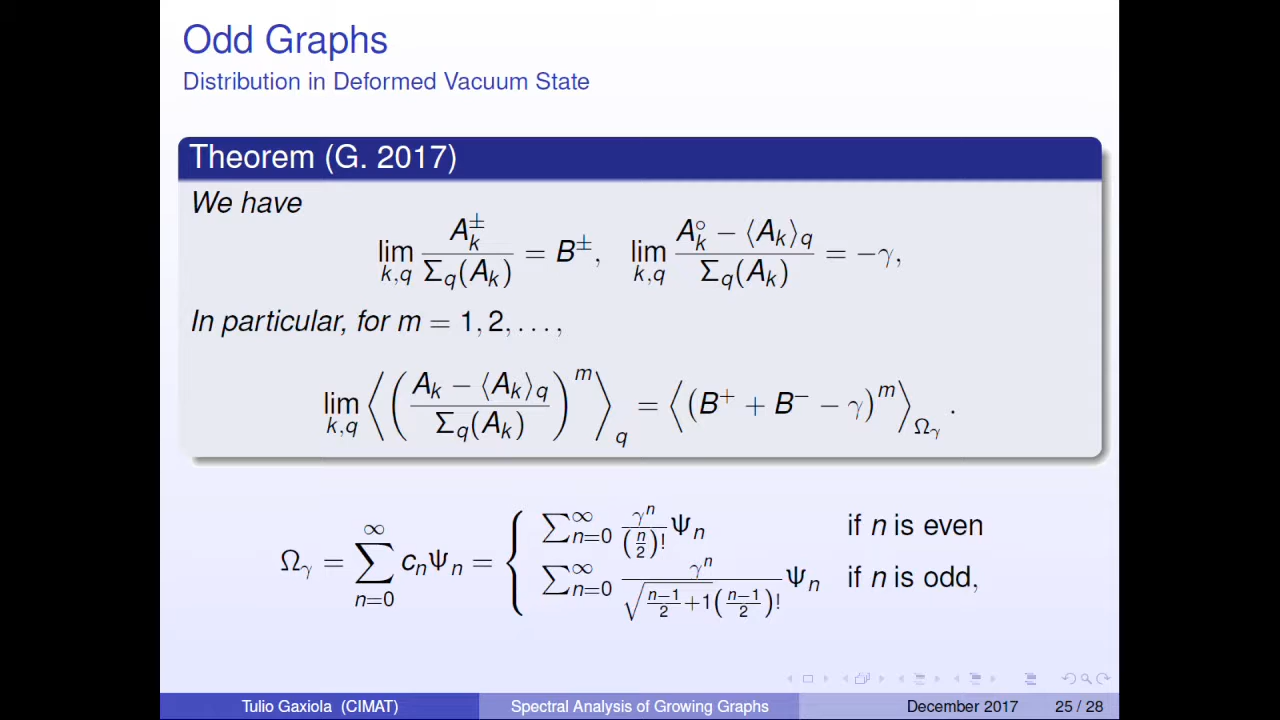 Odd Graphs
Distribution in Deformed Vacuum State
Theorem (G. 2017)
We have
lim_{k,q} A_k^± / Σ_q(A_k) = B^±, lim_{k,q} (A_k^∘ − ⟨A_k⟩_q) / Σ_q(A_k) = −γ,
In particular, for m = 1, 2, . . . ,
lim_{k,q} ⟨((A_k − ⟨A_k⟩_q) / Σ_q(A_k))^m⟩_q = ⟨(B^+ + B^− − γ)^m⟩_{Ω_γ} .
Ω_γ = ∑_{n=0}^∞ c_n Ψ_n = { ∑_{n=0}^∞ γ^n / (n/2)! Ψ_n if n is even
∑_{n=0}^∞ γ^n / (√((n−1)/2 +1) ((n−1)/2)!) Ψ_n if n is odd,
Tulio Gaxiola (CIMAT) Spectral Analysis of Growing Graphs December 2017 25 / 28